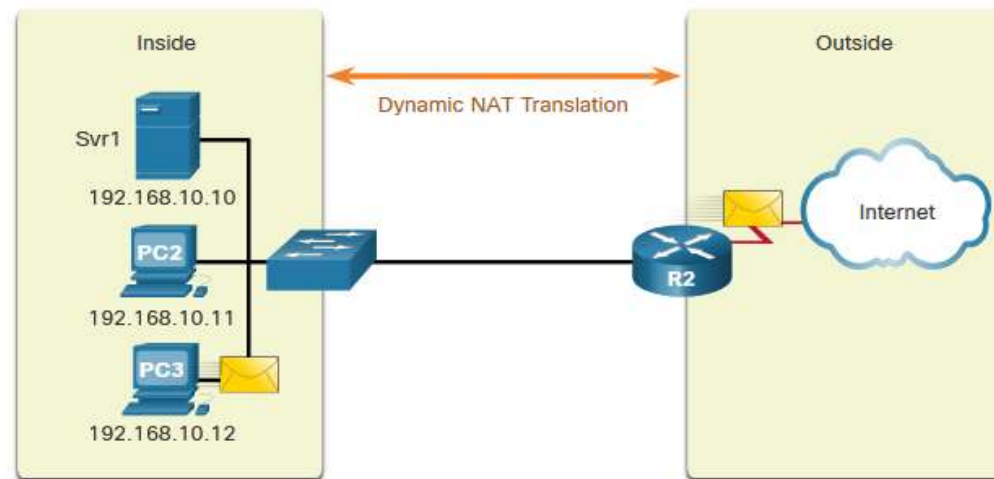 Inside
Outside
Dynamic NAT Translation
Svr1
192.168.10.10
Internet
PC2
R2
192.168.10.11
PC3
192.168.10.12